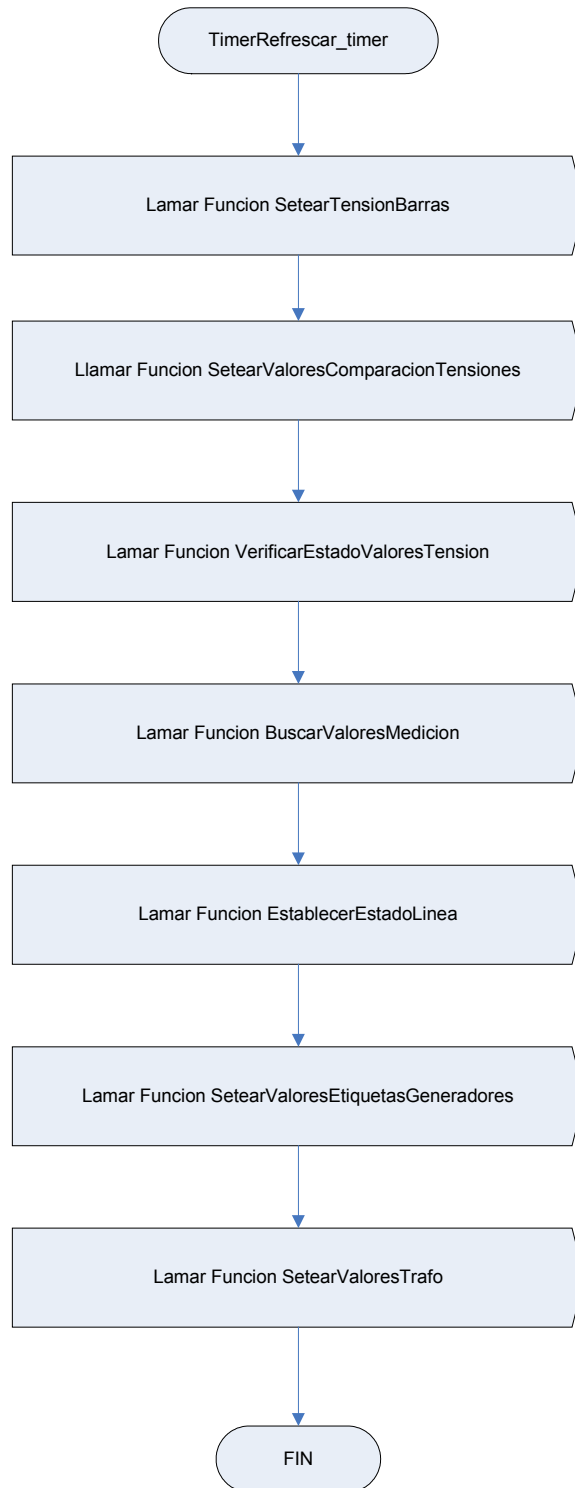 TimerRefrescar_timer
Lamar Funcion SetearTensionBarras
Llamar Funcion SetearValoresComparacionTensiones
Lamar Funcion VerificarEstadoValoresTension
Lamar Funcion BuscarValoresMedicion
Lamar Funcion EstablecerEstadoLinea
Lamar Funcion SetearValoresEtiquetasGeneradores
Lamar Funcion SetearValoresTrafo
FIN